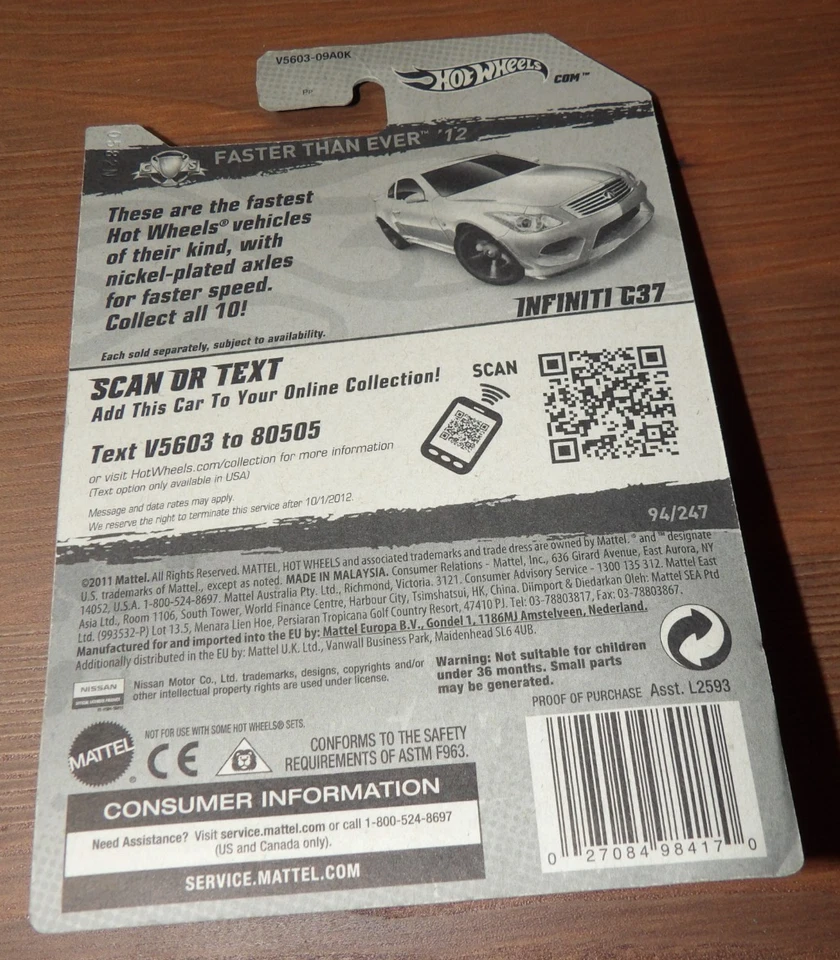 V5603-09A0K
HOT WHEELS COM™
FASTER THAN EVER™ '12
These are the fastest
Hot Wheels® vehicles
of their kind, with
nickel-plated axles
for faster speed.
Collect all 10!
INFINITI G37
Each sold separately, subject to availability.
SCAN OR TEXT
Add This Car To Your Online Collection!
SCAN
Text V5603 to 80505
or visit HotWheels.com/collection for more information
(Text option only available in USA)
Message and data rates may apply.
We reserve the right to terminate this service after 10/1/2012.
94/247
©2011 Mattel. All Rights Reserved. MATTEL, HOT WHEELS and associated trademarks and trade dress are owned by Mattel. ® and ™ designate
U.S. trademarks of Mattel., except as noted. MADE IN MALAYSIA. Consumer Relations - Mattel, Inc., 636 Girard Avenue, East Aurora, NY
14052, U.S.A. 1-800-524-8697. Mattel Australia Pty. Ltd., Richmond, Victoria. 3121. Consumer Advisory Service - 1300 135 312. Mattel East
Asia Ltd., Room 1106, South Tower, World Finance Centre, Harbour City, Tsimshatsui, HK, China. Diimport & Diedarkan Oleh: Mattel SEA Ptd
Ltd. (993532-P) Lot 13.5, Menara Lien Hoe, Persiaran Tropicana Golf Country Resort, 47410 PJ. Tel: 03-78803817, Fax: 03-78803867.
Manufactured for and imported into the EU by: Mattel Europa B.V., Gondel 1, 1186MJ Amstelveen, Nederland.
Additionally distributed in the EU by: Mattel U.K. Ltd., Vanwall Business Park, Maidenhead SL6 4UB.
NISSAN
Nissan Motor Co., Ltd. trademarks, designs, copyrights and/or
other intellectual property rights are used under license.
Warning: Not suitable for children
under 36 months. Small parts
may be generated.
PROOF OF PURCHASE Asst. L2593
NOT FOR USE WITH SOME HOT WHEELS® SETS.
MATTEL®
CE
CONFORMS TO THE SAFETY
REQUIREMENTS OF ASTM F963.
CONSUMER INFORMATION
Need Assistance? Visit service.mattel.com or call 1-800-524-8697
(US and Canada only).
SERVICE.MATTEL.COM
0 27084 98417 0